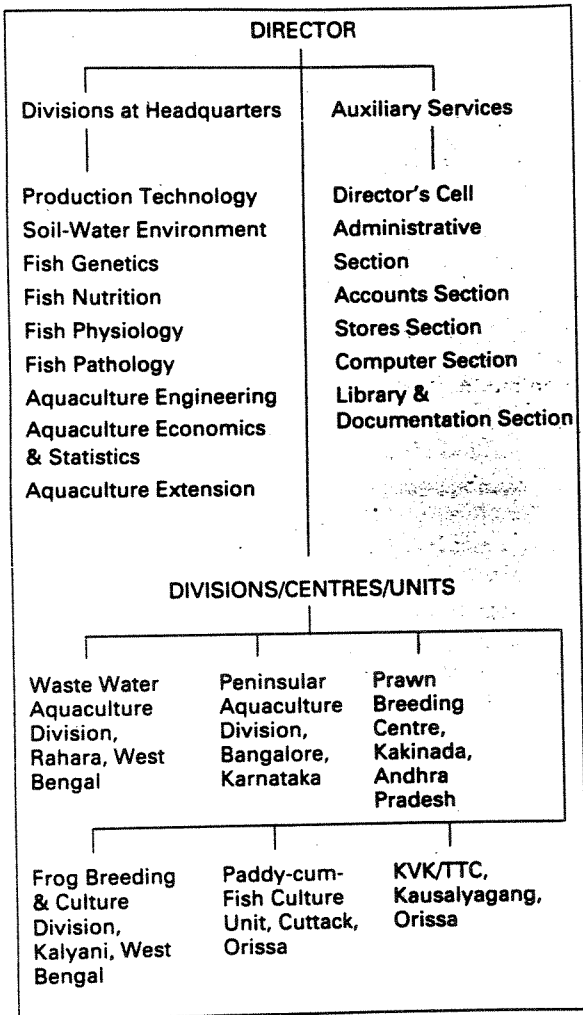 DIRECTOR
Divisions at Headquarters
Production Technology
Soil-Water Environment
Fish Genetics
Fish Nutrition
Fish Physiology
Fish Pathology
Aquaculture Engineering
Aquaculture Economics
& Statistics
Aquaculture Extension
Auxiliary Services
Director's Cell
Administrative
Section
Accounts Section
Stores Section
Computer Section
Library &
Documentation Section
DIVISIONS/CENTRES/UNITS
Waste Water
Aquaculture
Division,
Rahara, West
Bengal
Peninsular
Aquaculture
Division,
Bangalore,
Karnataka
Prawn
Breeding
Centre,
Kakinada,
Andhra
Pradesh
Frog Breeding
& Culture
Division,
Kalyani, West
Bengal
Paddy-cum-
Fish Culture
Unit, Cuttack,
Orissa
KVK/TTC,
Kausalyagang,
Orissa